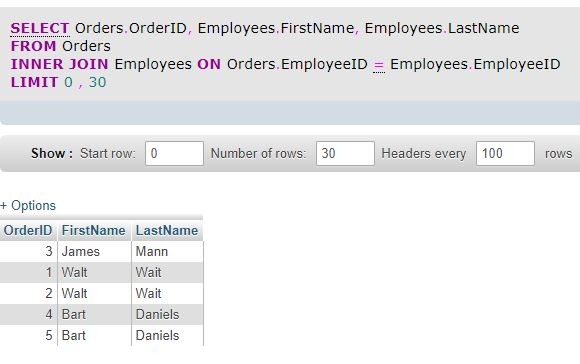 SELECT Orders.OrderID, Employees.FirstName, Employees.LastName
FROM Orders
INNER JOIN Employees ON Orders.EmployeeID = Employees.EmployeeID
LIMIT 0 , 30
Show : Start row: 0 Number of rows: 30 Headers every 100 rows
+ Options
OrderID FirstName LastName
3 James Mann
1 Walt Wait
2 Walt Wait
4 Bart Daniels
5 Bart Daniels